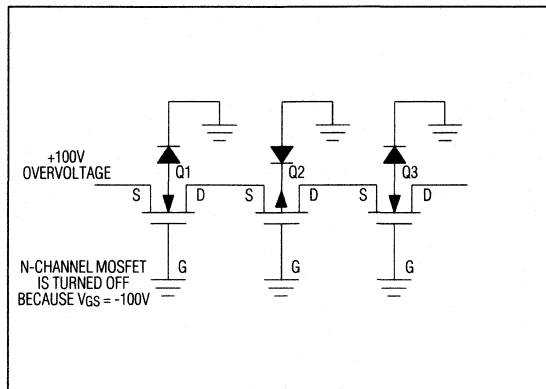 +100V
OVERVOLTAGE
Q1
Q2
Q3
S
D
S
D
S
D
G
G
G
N-CHANNEL MOSFET
IS TURNED OFF
BECAUSE VGS = -100V